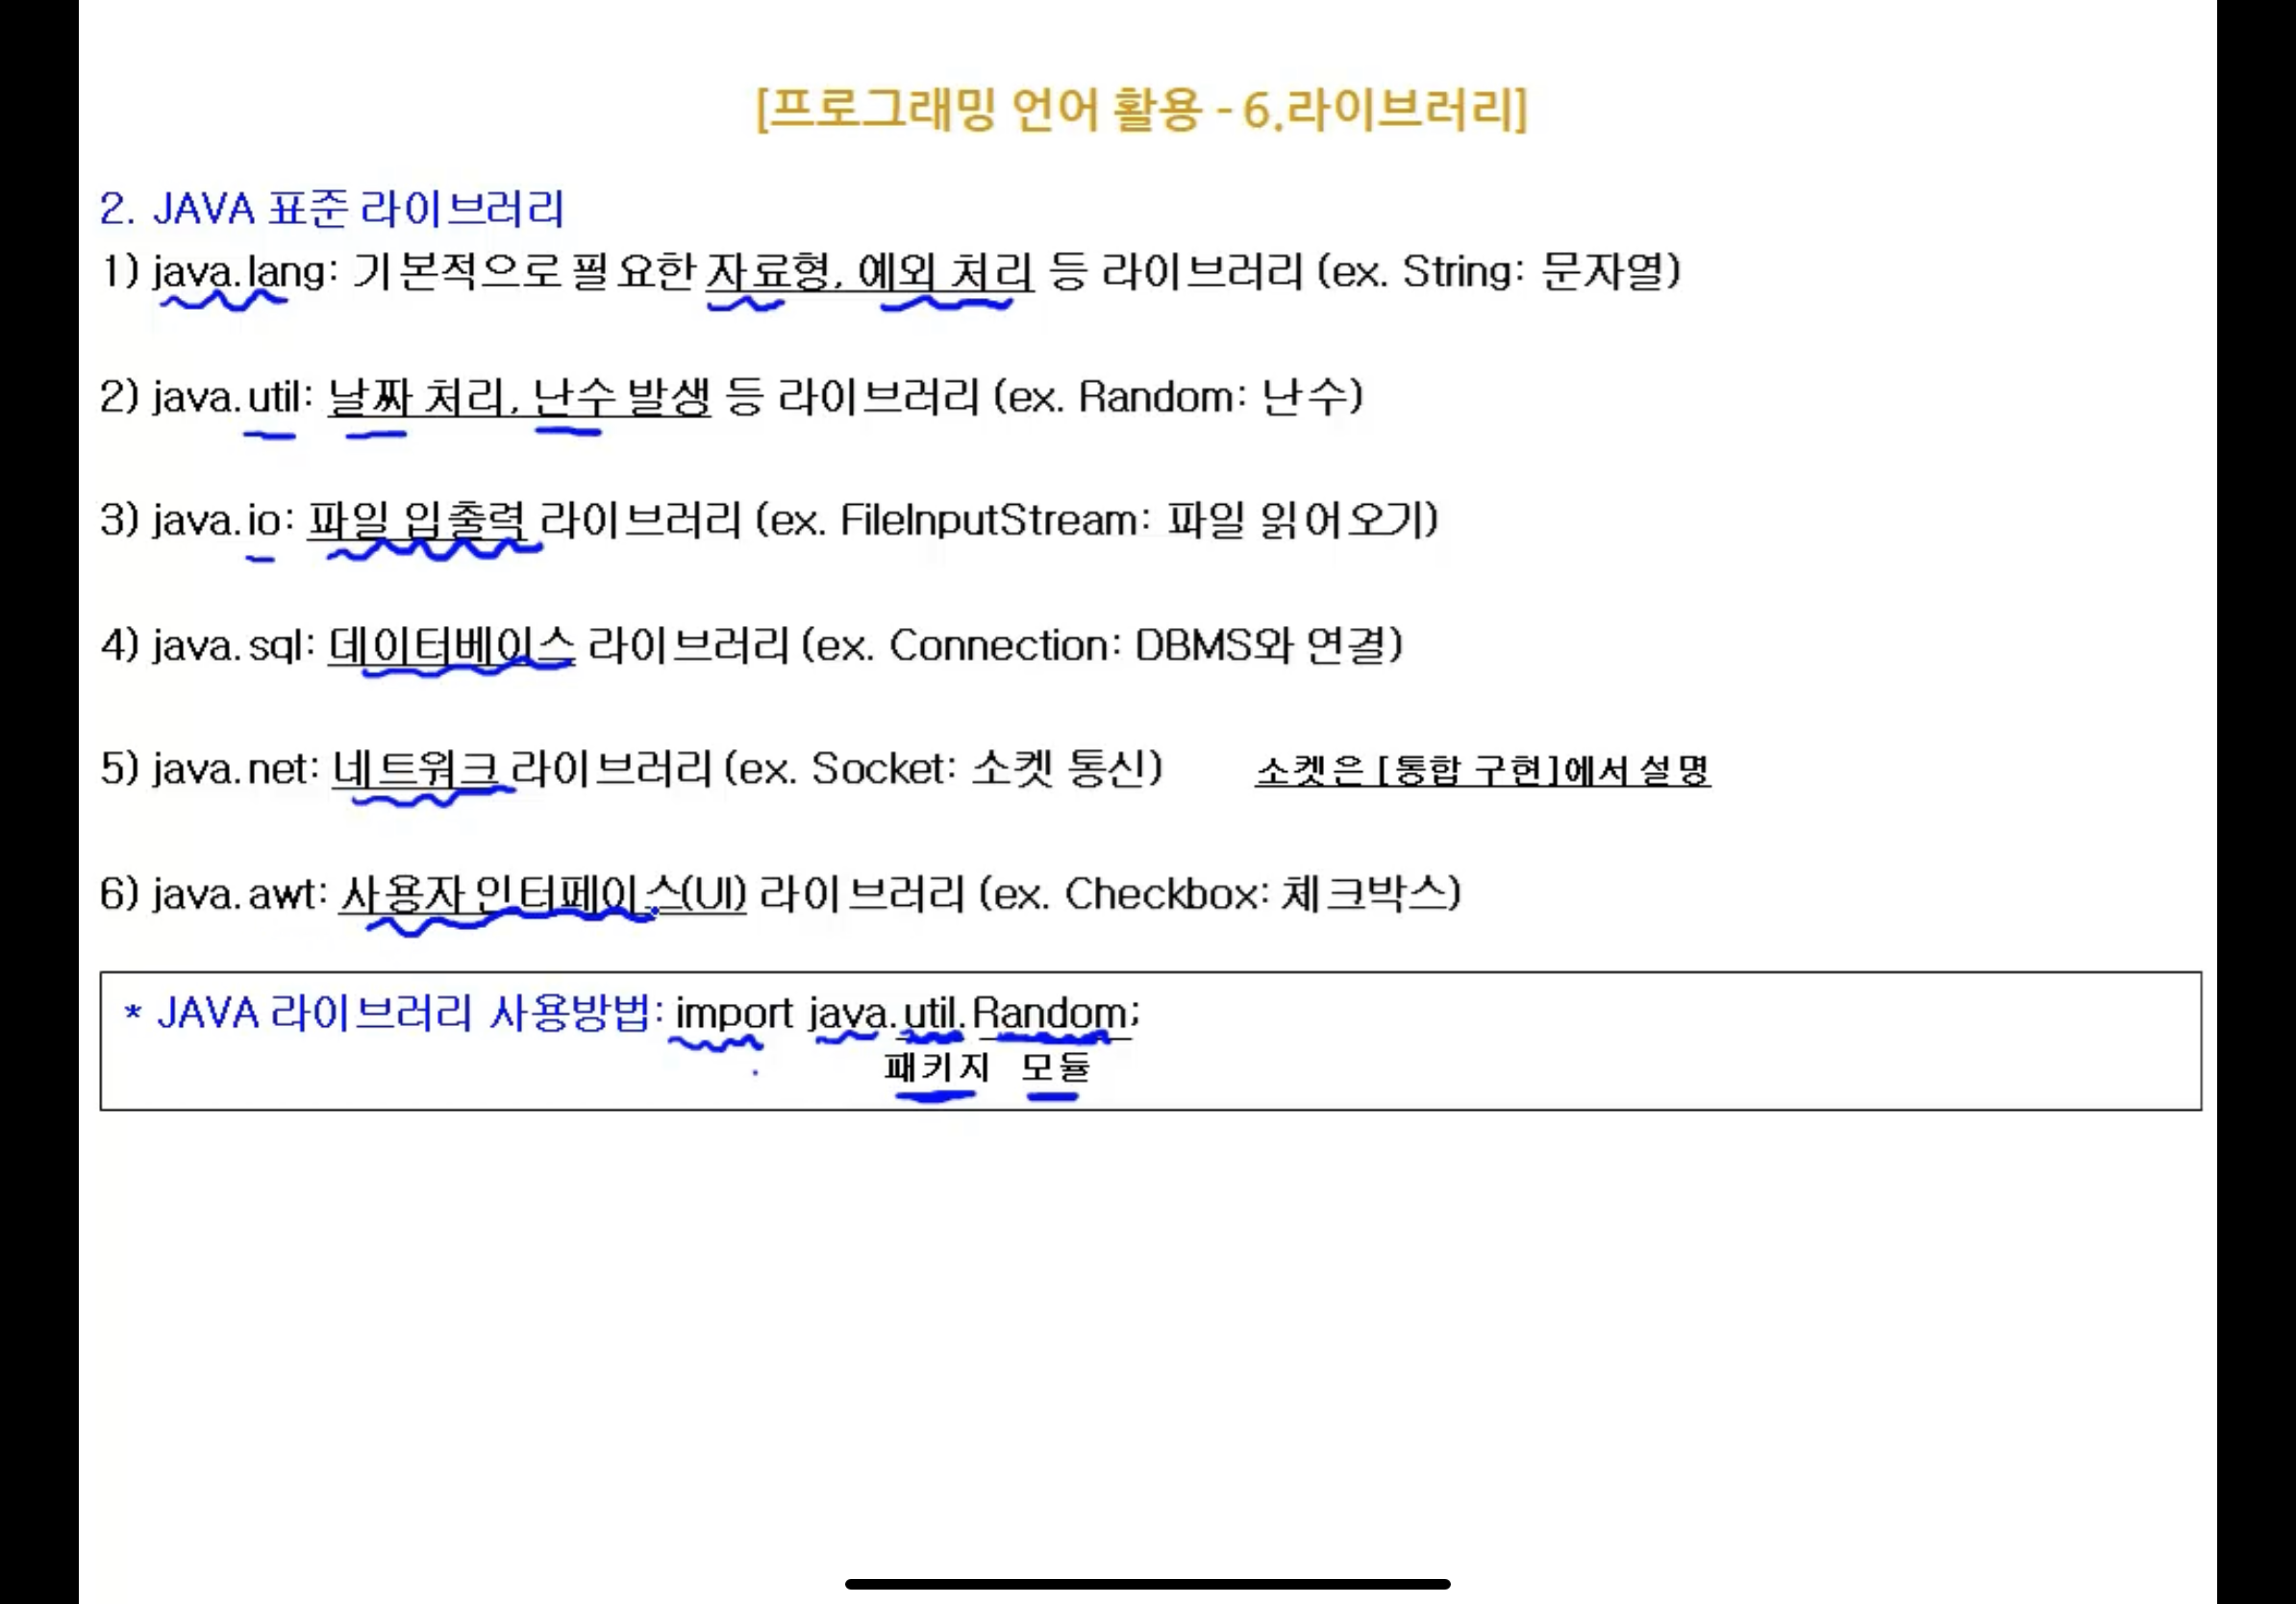 [프로그래밍 언어 활용 - 6.라이브러리]
2. JAVA 표준 라이브러리
1) java.lang: 기본적으로 필요한 자료형, 예외 처리 등 라이브러리 (ex. String: 문자열)
2) java.util: 날짜 처리, 난수 발생 등 라이브러리 (ex. Random: 난수)
3) java.io: 파일 입출력 라이브러리 (ex. FileInputStream: 파일 읽어오기)
4) java.sql: 데이터베이스 라이브러리 (ex. Connection: DBMS와 연결)
5) java.net: 네트워크 라이브러리 (ex. Socket: 소켓 통신) 소켓은 [통합 구현]에서 설명
6) java.awt: 사용자 인터페이스(UI) 라이브러리 (ex. Checkbox: 체크박스)
* JAVA 라이브러리 사용방법: import java.util.Random;
패키지 모듈